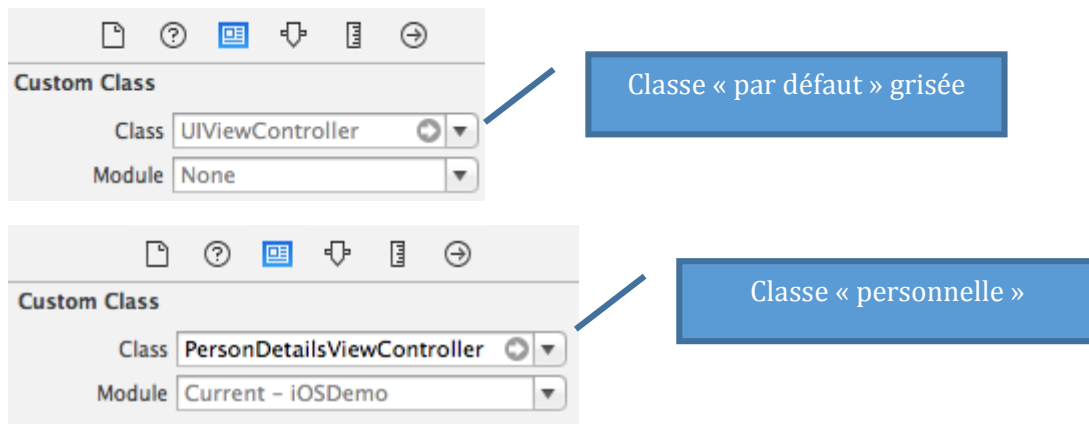 Custom Class
Class UIViewController
Module None
Classe « par défaut » grisée
Custom Class
Class PersonDetailsViewController
Module Current – iOSDemo
Classe « personnelle »